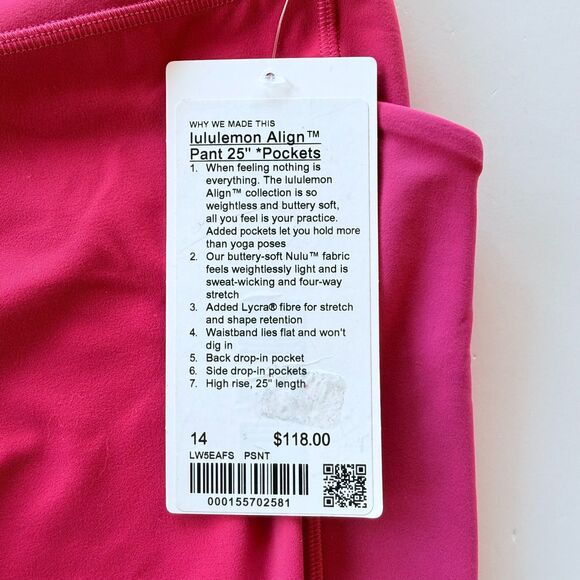 WHY WE MADE THIS
lululemon Align™
Pant 25" *Pockets
1. When feeling nothing is
everything. The lululemon
Align™ collection is so
weightless and buttery soft,
all you feel is your practice.
Added pockets let you hold more
than yoga poses
2. Our buttery-soft Nulu™ fabric
feels weightlessly light and is
sweat-wicking and four-way
stretch
3. Added Lycra® fibre for stretch
and shape retention
4. Waistband lies flat and won't
dig in
5. Back drop-in pocket
6. Side drop-in pockets
7. High rise, 25" length
14 $118.00
LW5EAFS PSNT
000155702581